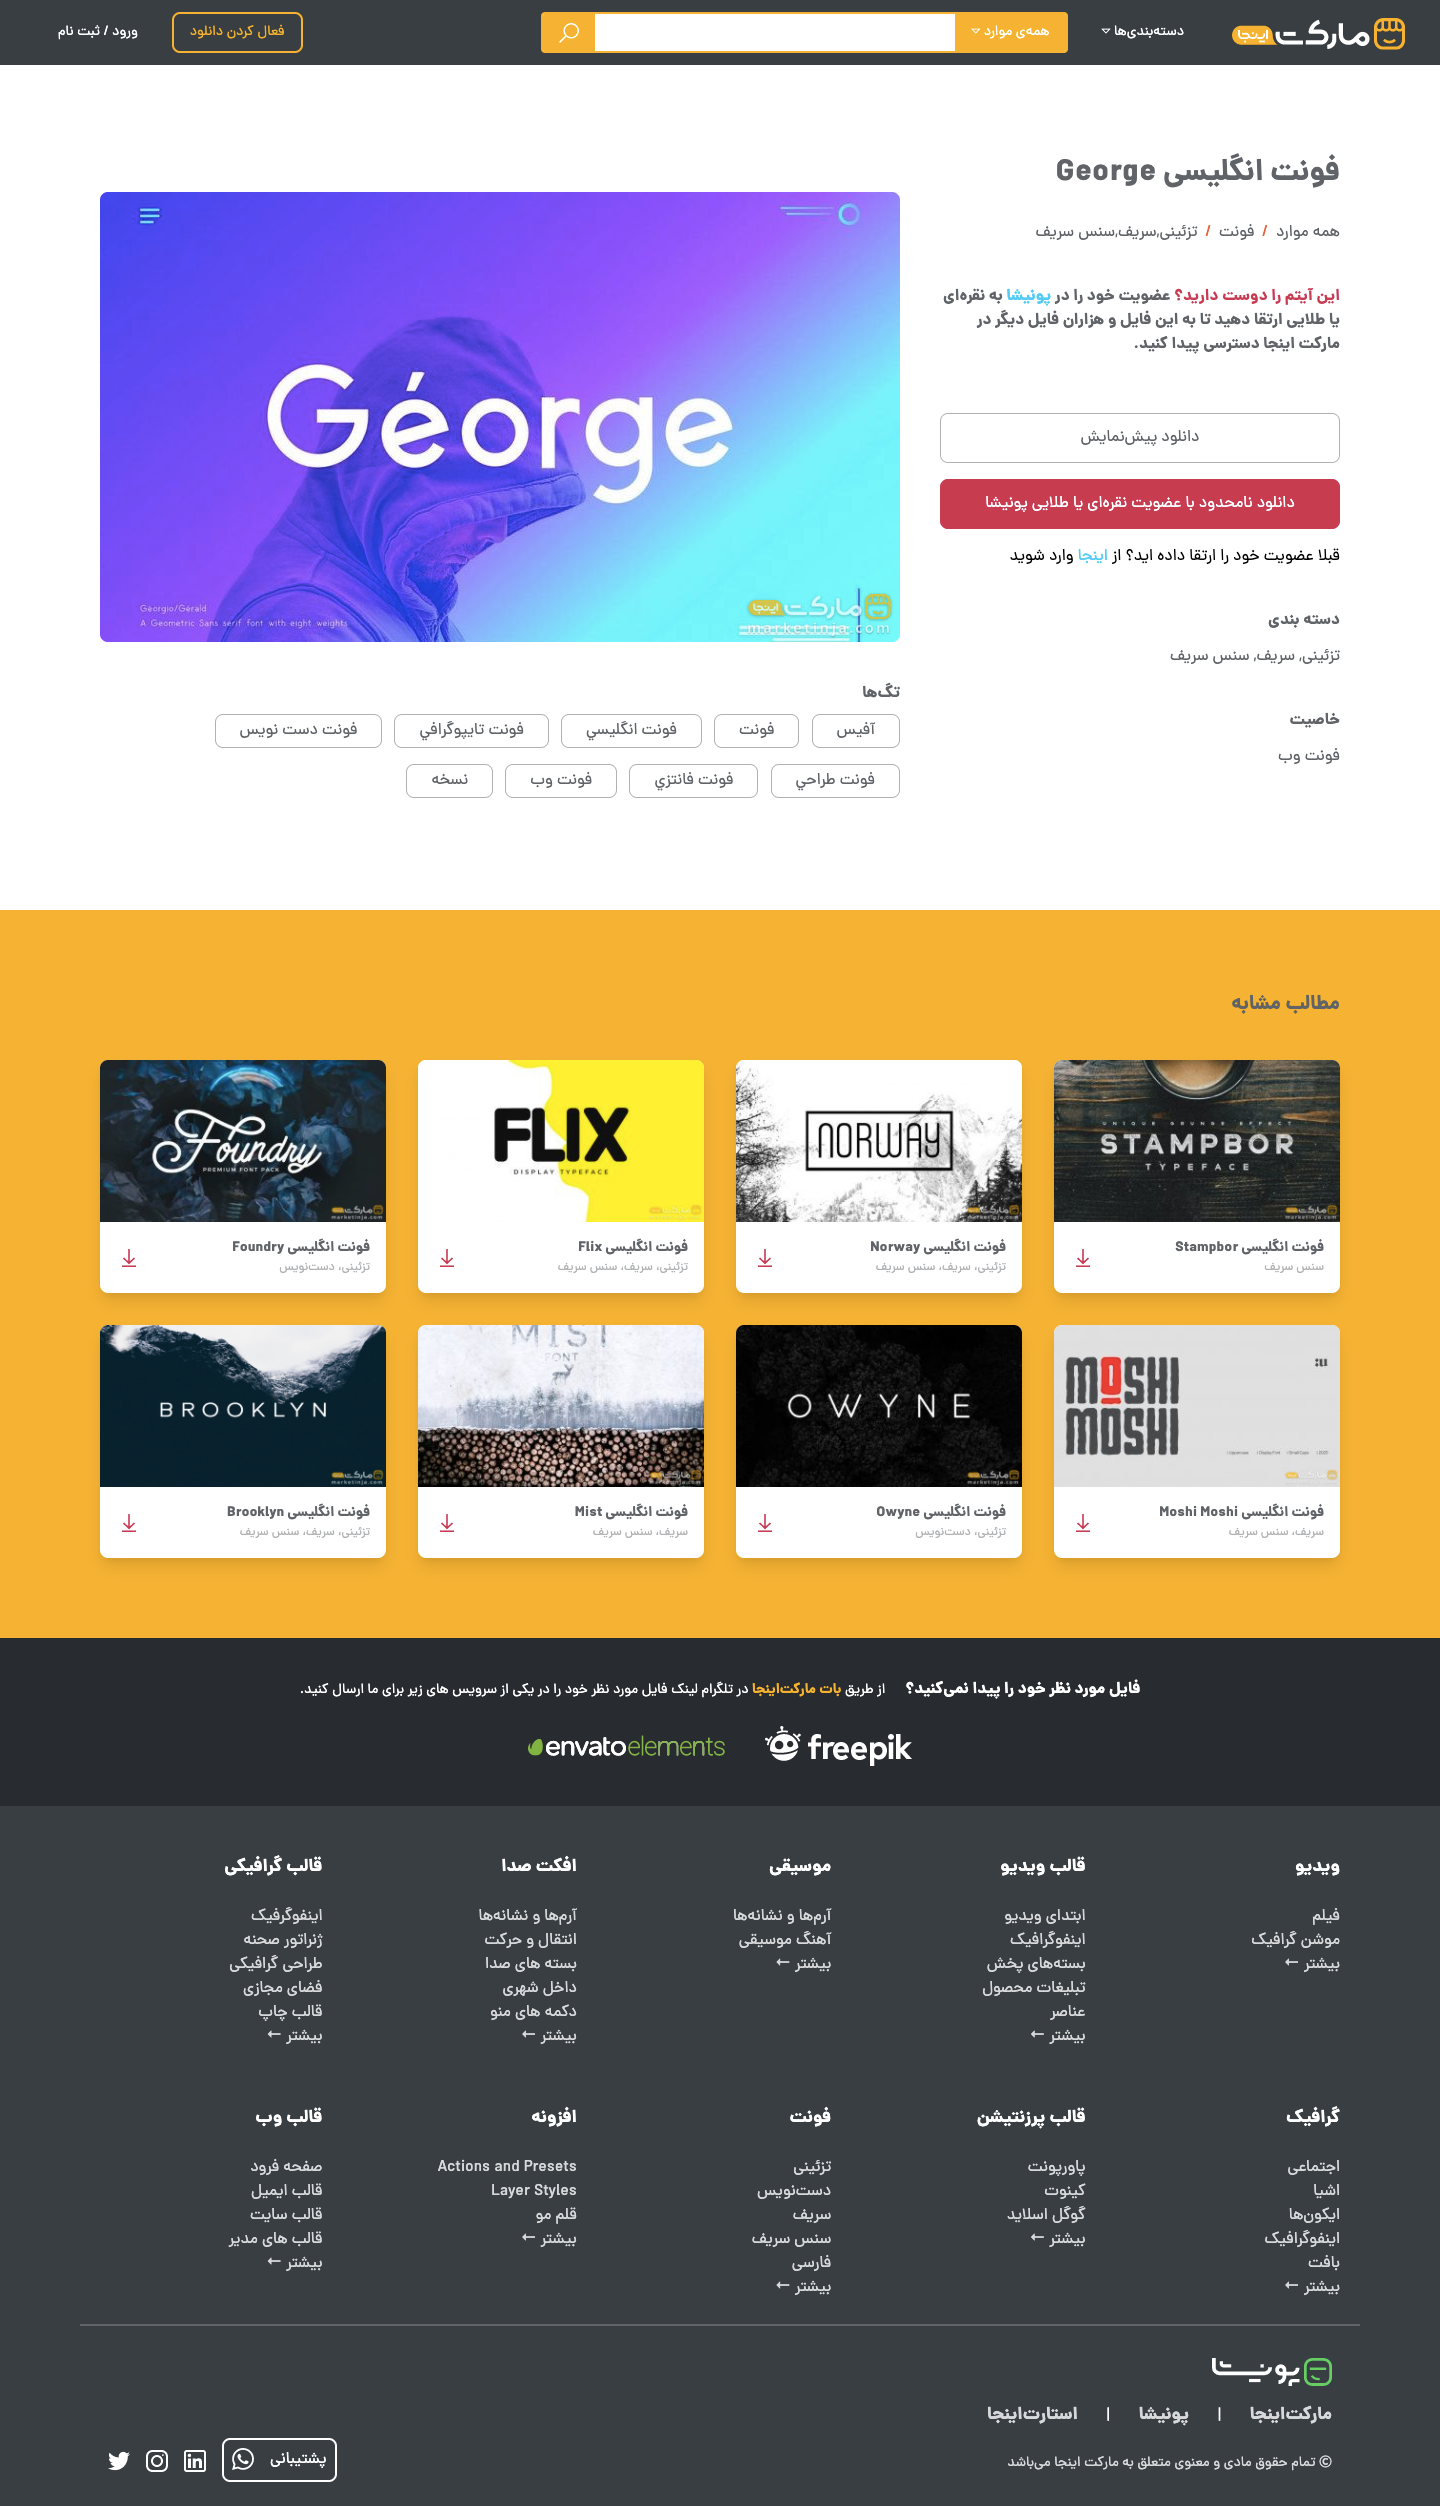 مارکت اینجا
دسته‌بندی‌ها
همه‌ی موارد
فعال کردن دانلود
ورود / ثبت نام
فونت انگلیسی George
همه موارد / فونت / تزئینی,سریف,سنس سریف
این آیتم را دوست دارید؟ عضویت خود را در پونیشا به نقره‌ای
یا طلایی ارتقا دهید تا به این فایل و هزاران فایل دیگر در
مارکت اینجا دسترسی پیدا کنید.
دانلود پیش‌نمایش
دانلود نامحدود با عضویت نقره‌ای یا طلایی پونیشا
قبلا عضویت خود را ارتقا داده اید؟ از اینجا وارد شوید
دسته بندی
تزئینی, سریف, سنس سریف
خاصیت
فونت وب
Géorge
Georgio/Gérald
A Geometric Sans serif font with eight weights
مارکت اینجا
marketinja.com
تگ‌ها
آفیس
فونت
فونت انگلیسي
فونت تایپوگرافي
فونت دست نویس
فونت طراحي
فونت فانتزي
فونت وب
نسخه
مطالب مشابه
UNIQUE GRUNGE EFFECT
STAMPBOR
TYPEFACE
فونت انگلیسی Stampbor
سنس سریف
NORWAY
فونت انگلیسی Norway
تزئینی، سریف، سنس سریف
FLIX
DISPLAY TYPEFACE
فونت انگلیسی Flix
تزئینی، سریف، سنس سریف
Foundry
PREMIUM FONT PACK
فونت انگلیسی Foundry
تزئینی، دست‌نویس
MOSHI
MOSHI
فونت انگلیسی Moshi Moshi
سریف، سنس سریف
OWYNE
فونت انگلیسی Owyne
تزئینی، دست‌نویس
MIST
FONT
فونت انگلیسی Mist
سریف، سنس سریف
BROOKLYN
فونت انگلیسی Brooklyn
تزئینی، سریف، سنس سریف
فایل مورد نظر خود را پیدا نمی‌کنید؟ از طریق بات مارکت‌اینجا در تلگرام لینک فایل مورد نظر خود را در یکی از سرویس های زیر برای ما ارسال کنید.
freepik
envatoelements
ویدیو
فیلم
موشن گرافیک
بیشتر ←
قالب ویدیو
ابتدای ویدیو
اینفوگرافیک
بسته‌های پخش
تبلیغات محصول
عناصر
بیشتر ←
موسیقی
آرم‌ها و نشانه‌ها
آهنگ موسیقی
بیشتر ←
افکت صدا
آرم‌ها و نشانه‌ها
انتقال و حرکت
بسته های صدا
داخل شهری
دکمه های منو
بیشتر ←
قالب گرافیکی
اینفوگرفیک
ژنراتور صحنه
طراحی گرافیکی
فضای مجازی
قالب چاپ
بیشتر ←
گرافیک
اجتماعی
اشیا
ایکون‌ها
اینفوگرافیک
بافت
بیشتر ←
قالب پرزنتیشن
پاورپونت
کینوت
گوگل اسلاید
بیشتر ←
فونت
تزئینی
دست‌نویس
سریف
سنس سریف
فارسی
بیشتر ←
افزونه
Actions and Presets
Layer Styles
قلم مو
بیشتر ←
قالب وب
صفحه فرود
قالب ایمیل
قالب سایت
قالب های مدیر
بیشتر ←
پونیشا
مارکت‌اینجا | پونیشا | استارت‌اینجا
© تمام حقوق مادی و معنوی متعلق به مارکت اینجا می‌باشد
پشتیبانی